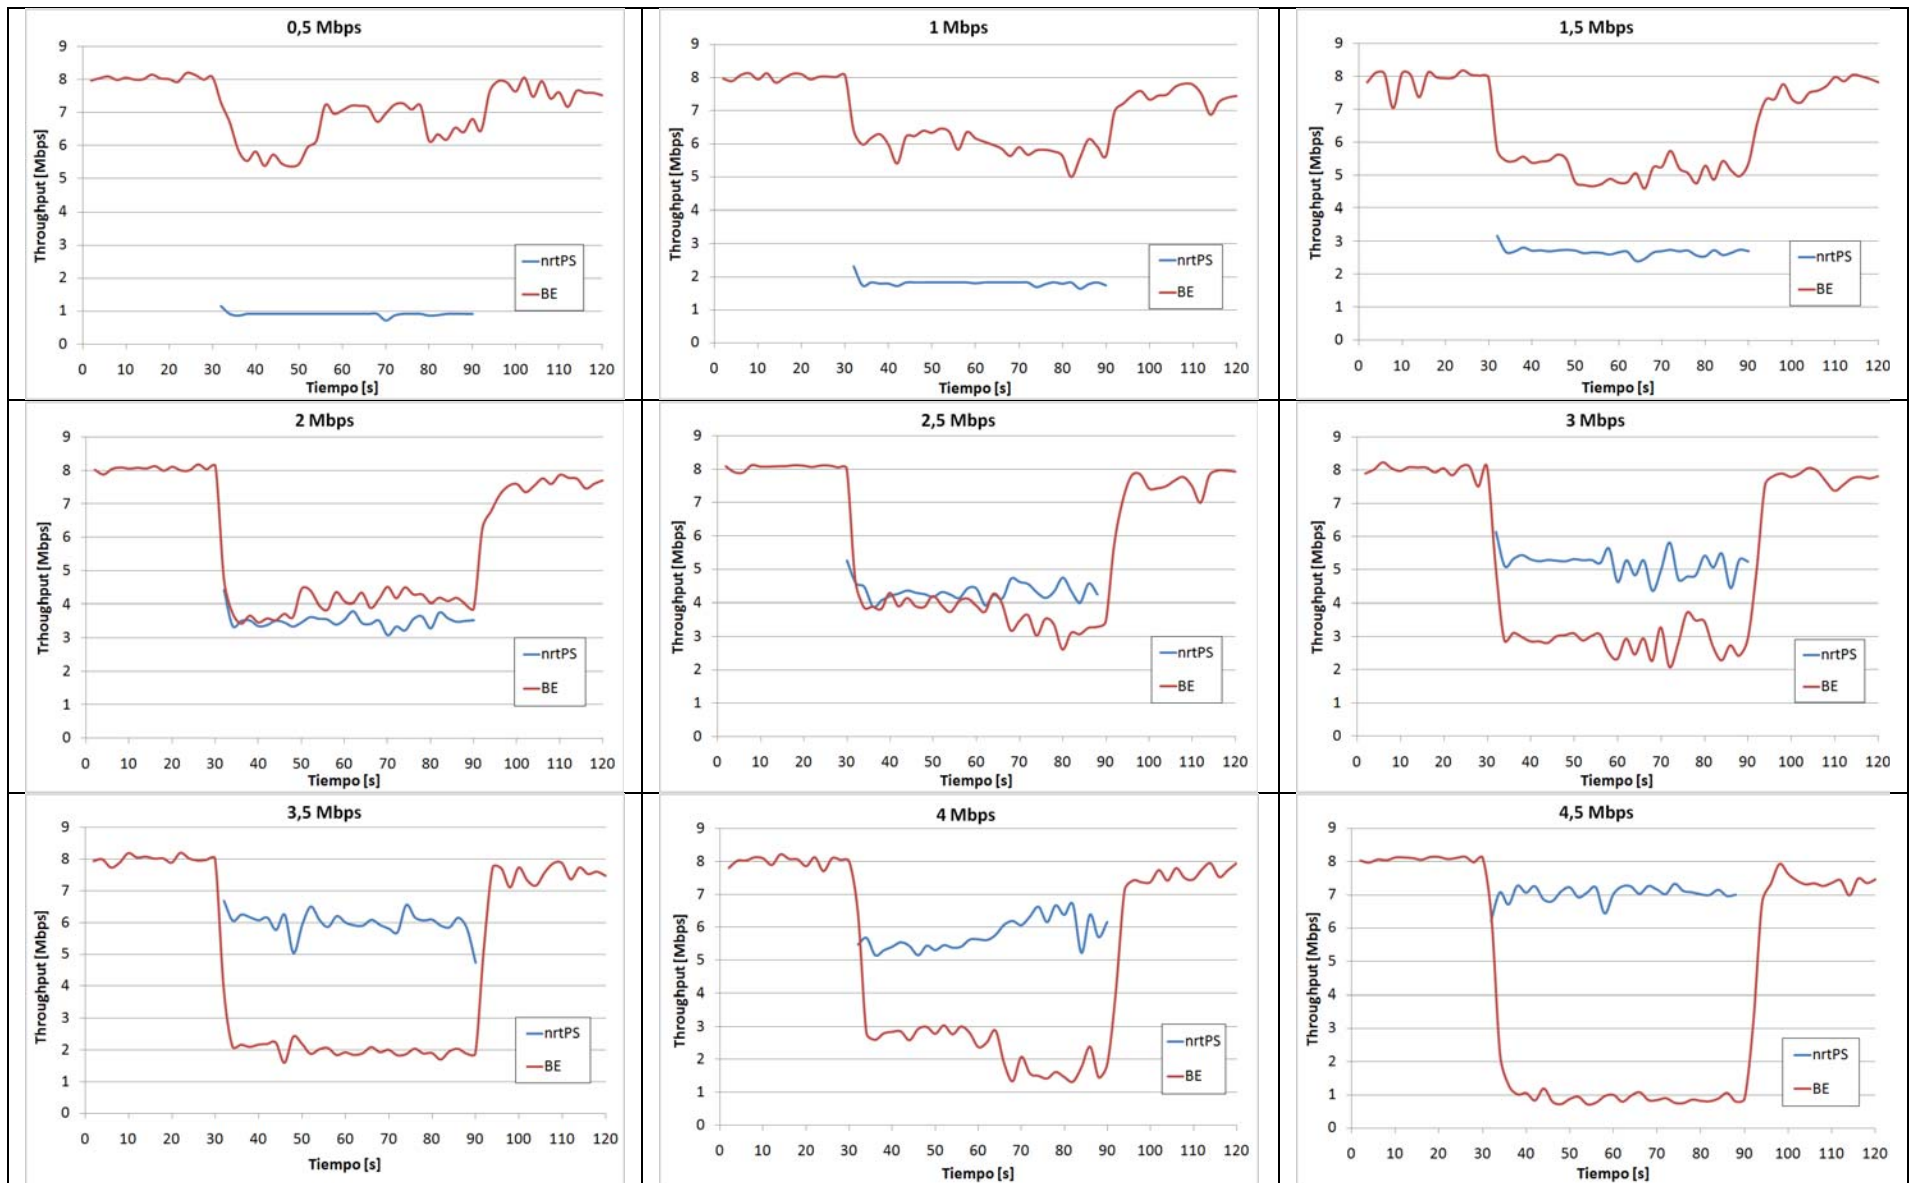 0,5 Mbps
9
8
7
6
5
4
3
2
1
0
Throughput [Mbps]
nrtPS
BE
0 10 20 30 40 50 60 70 80 90 100 110 120
Tiempo [s]
1 Mbps
9
8
7
6
5
4
3
2
1
0
Throughput [Mbps]
nrtPS
BE
0 10 20 30 40 50 60 70 80 90 100 110 120
Tiempo [s]
1,5 Mbps
9
8
7
6
5
4
3
2
1
0
Throughput [Mbps]
nrtPS
BE
0 10 20 30 40 50 60 70 80 90 100 110 120
Tiempo [s]
2 Mbps
9
8
7
6
5
4
3
2
1
0
Trhoughput [Mbps]
nrtPS
BE
0 10 20 30 40 50 60 70 80 90 100 110 120
Tiempo [s]
2,5 Mbps
9
8
7
6
5
4
3
2
1
0
Throughput [Mbps]
nrtPS
BE
0 10 20 30 40 50 60 70 80 90 100 110 120
Tiempo [s]
3 Mbps
9
8
7
6
5
4
3
2
1
0
Throughput [Mbps]
nrtPS
BE
0 10 20 30 40 50 60 70 80 90 100 110 120
Tiempo [s]
3,5 Mbps
9
8
7
6
5
4
3
2
1
0
Throughput [Mbps]
nrtPS
BE
0 10 20 30 40 50 60 70 80 90 100 110 120
Tiempo [s]
4 Mbps
9
8
7
6
5
4
3
2
1
0
Throughput [Mbps]
nrtPS
BE
0 10 20 30 40 50 60 70 80 90 100 110 120
Tiempo [s]
4,5 Mbps
9
8
7
6
5
4
3
2
1
0
Throughput [Mbps]
nrtPS
BE
0 10 20 30 40 50 60 70 80 90 100 110 120
Tiempo [s]